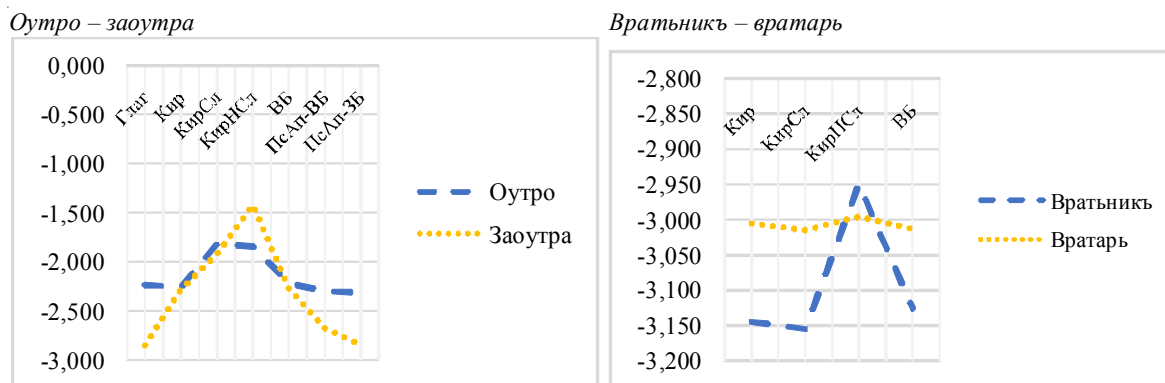 Оутро – заоутра
0,000
-0,500
-1,000
-1,500
-2,000
-2,500
-3,000
Глаг
Кир
КирСл
КирНСл
ВБ
ПсАп-ВБ
ПсАп-ЗБ
Оутро
Заоутра
Вратьникъ – вратарь
-2,800
-2,850
-2,900
-2,950
-3,000
-3,050
-3,100
-3,150
-3,200
Кир
КирСл
КирНСл
ВБ
Вратьникъ
Вратарь